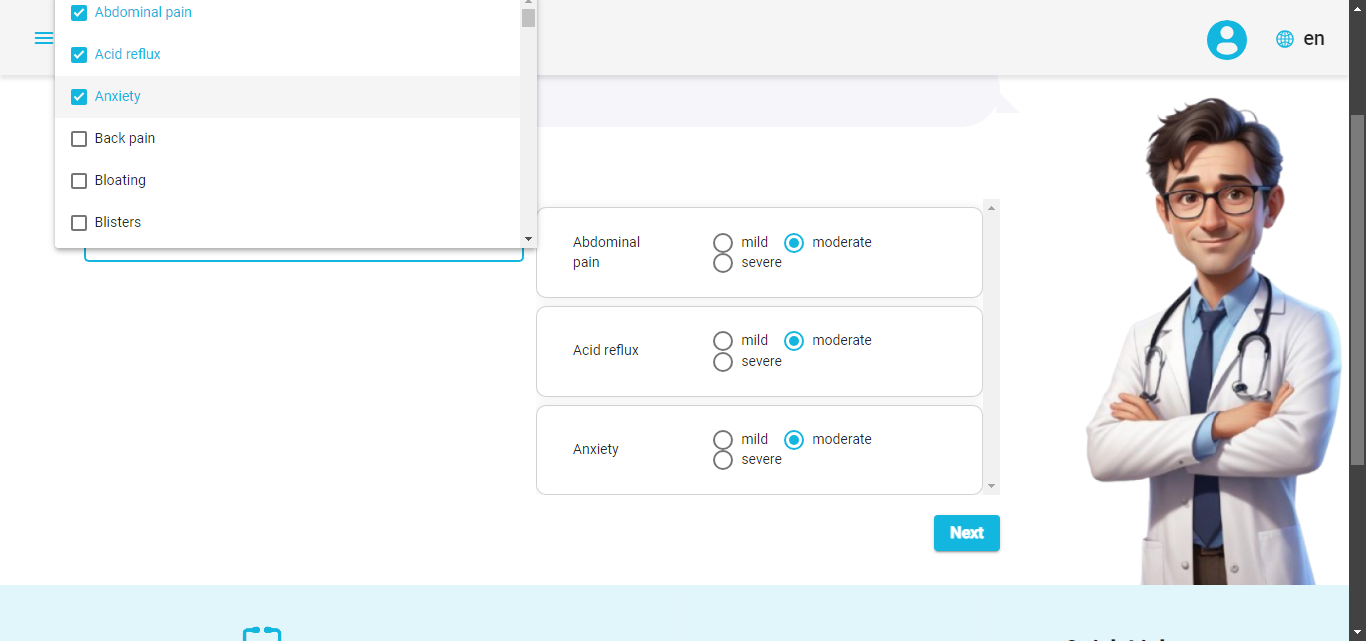 Abdominal pain
Acid reflux
Anxiety
Back pain
Bloating
Blisters
en
Abdominal
pain
mild
moderate
severe
Acid reflux
mild
moderate
severe
Anxiety
mild
moderate
severe
Next